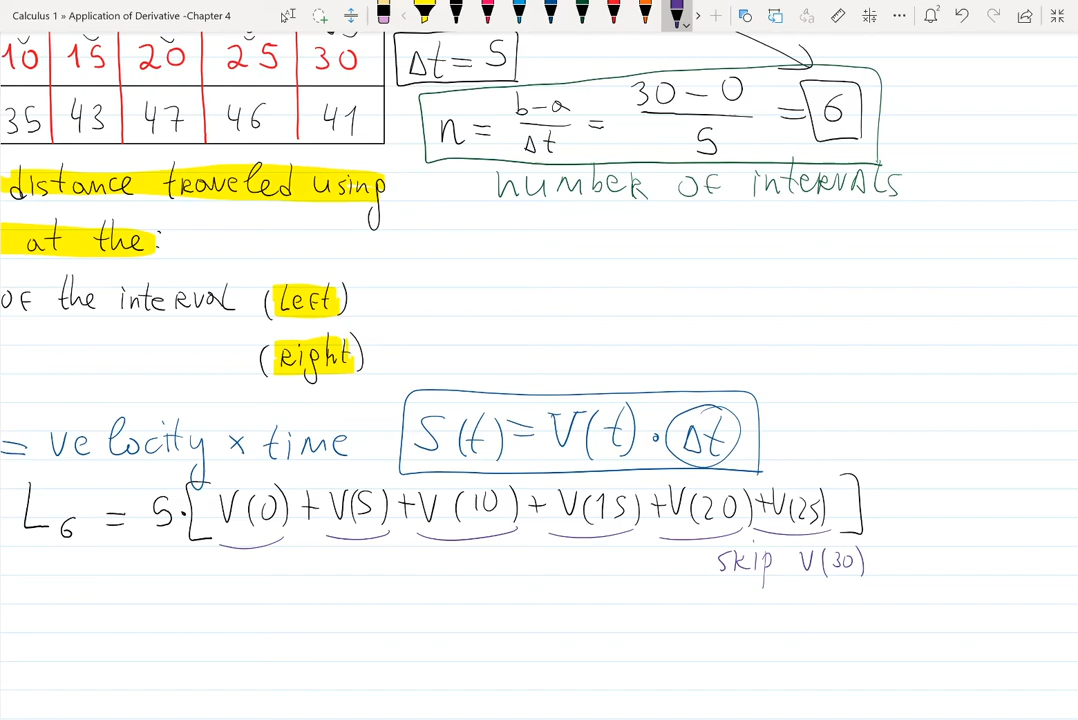 Calculus 1 » Application of Derivative -Chapter 4
10 15 20 25 30
Δt = 5
35 43 47 46 41
n = b-a / Δt = 30 - 0 / 5 = 6
distance traveled using
number of intervals
at the:
of the interval (Left)
(Right)
= velocity × time
S(t) = V(t) · Δt
L6 = 5·[V(0) + V(5) + V(10) + V(15) + V(20) + V(25)]
skip V(30)